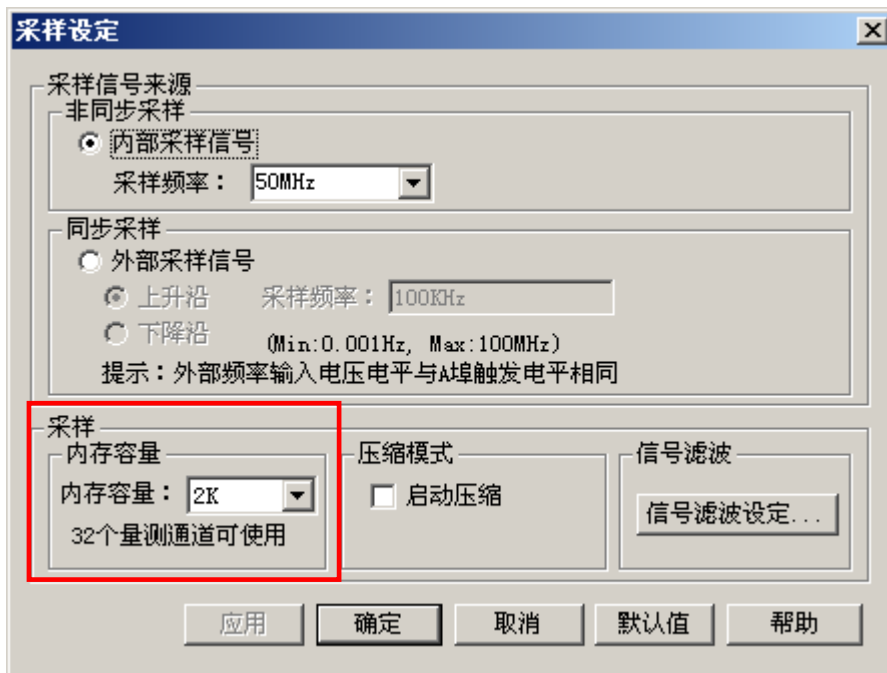 采样设定
采样信号来源
非同步采样
内部采样信号
采样频率： 50MHz
同步采样
外部采样信号
上升沿 采样频率： 100KHz
下降沿 (Min:0.001Hz, Max:100MHz)
提示：外部频率输入电压电平与A埠触发电平相同
采样
内存容量 压缩模式 信号滤波
内存容量： 2K 启动压缩 信号滤波设定...
32个量测通道可使用
应用 确定 取消 默认值 帮助